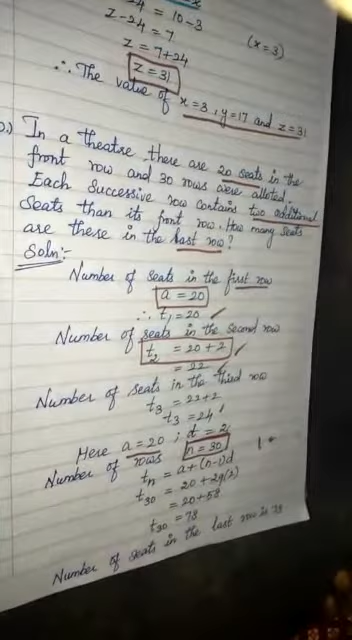 24 = 10-3
z-24 = 7
z = 7+24
(x=3)
z = 31
∴ The value of x=3, y=17 and z=31
In a theatre there are 20 seats in the
front row and 30 rows were alloted.
Each successive row contains two additional
seats than its front row. How many seats
are these in the last row?
Soln:-
Number of seats in the first row
a = 20
∴ t₁ = 20
Number of seats in the second row
t₂ = 20+2
= 22
Number of seats in the third row
t₃ = 22+2
t₃ = 24
Here a=20 ; d = 2
Number of rows n=30
tn = a+(n-1)d
t₃₀ = 20+29(2)
= 20+58
t₃₀ = 78
Number of seats in the last row is 78